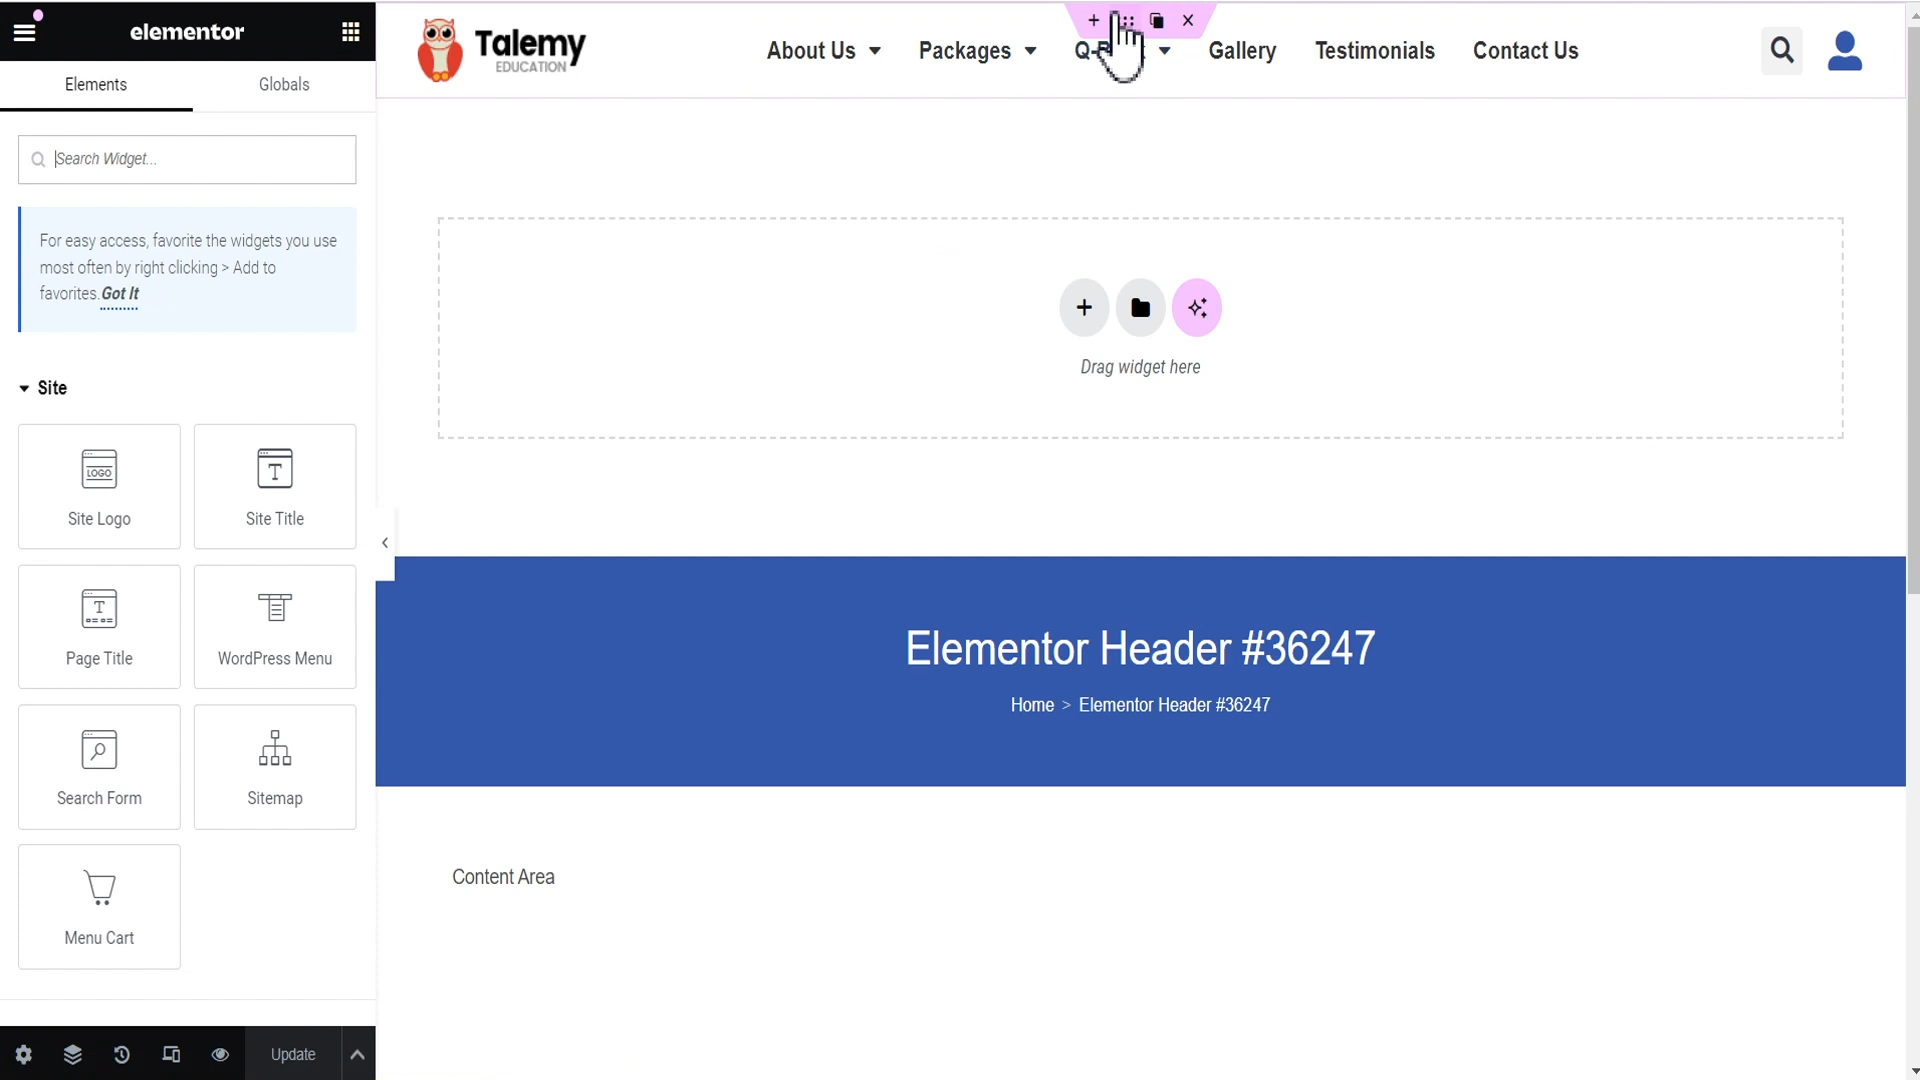 elementor
Elements
Globals
Search Widget...
For easy access, favorite the widgets you use
most often by right clicking > Add to
favorites. Got It
Site
LOGO
Site Logo
T
Site Title
T
Page Title
WordPress Menu
Search Form
Sitemap
Menu Cart
Update
Talemy
EDUCATION
About Us
Packages
Gallery
Testimonials
Contact Us
Drag widget here
Elementor Header #36247
Home > Elementor Header #36247
Content Area